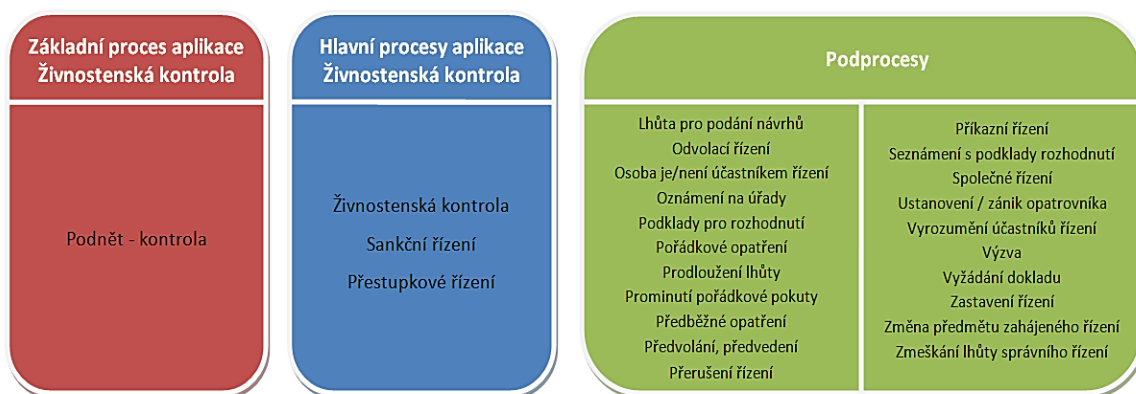 Základní proces aplikace
Živnostenská kontrola
Podnět - kontrola
Hlavní procesy aplikace
Živnostenská kontrola
Živnostenská kontrola
Sankční řízení
Přestupkové řízení
Podprocesy
Lhůta pro podání návrhů
Odvolací řízení
Osoba je/není účastníkem řízení
Oznámení na úřady
Podklady pro rozhodnutí
Pořádkové opatření
Prodloužení lhůty
Prominutí pořádkové pokuty
Předběžné opatření
Předvolání, předvedení
Přerušení řízení
Příkazní řízení
Seznámení s podklady rozhodnutí
Společné řízení
Ustanovení / zánik opatrovníka
Vyrozumění účastníků řízení
Výzva
Vyžádání dokladu
Zastavení řízení
Změna předmětu zahájeného řízení
Zmeškání lhůty správního řízení